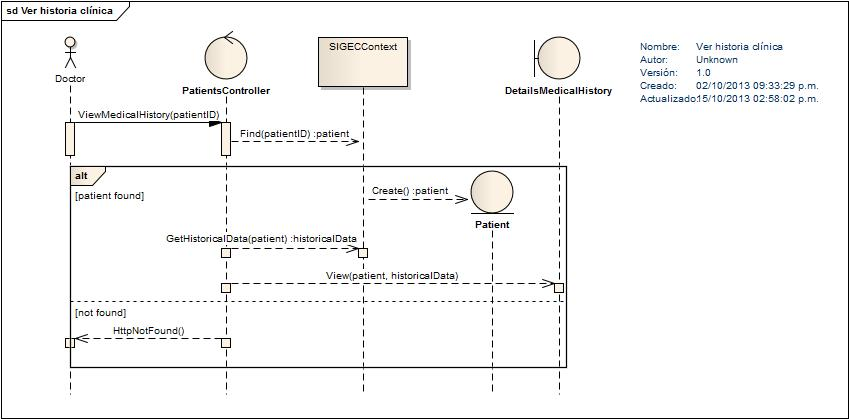 sd Ver historia clínica
Doctor
PatientsController
SIGECContext
DetailsMedicalHistory
Nombre: Ver historia clínica
Autor: Unknown
Versión: 1.0
Creado: 02/10/2013 09:33:29 p.m.
Actualizado: 15/10/2013 02:58:02 p.m.
ViewMedicalHistory(patientID)
Find(patientID) :patient
alt
[patient found]
Create() :patient
Patient
GetHistoricalData(patient) :historicalData
View(patient, historicalData)
[not found]
HttpNotFound()